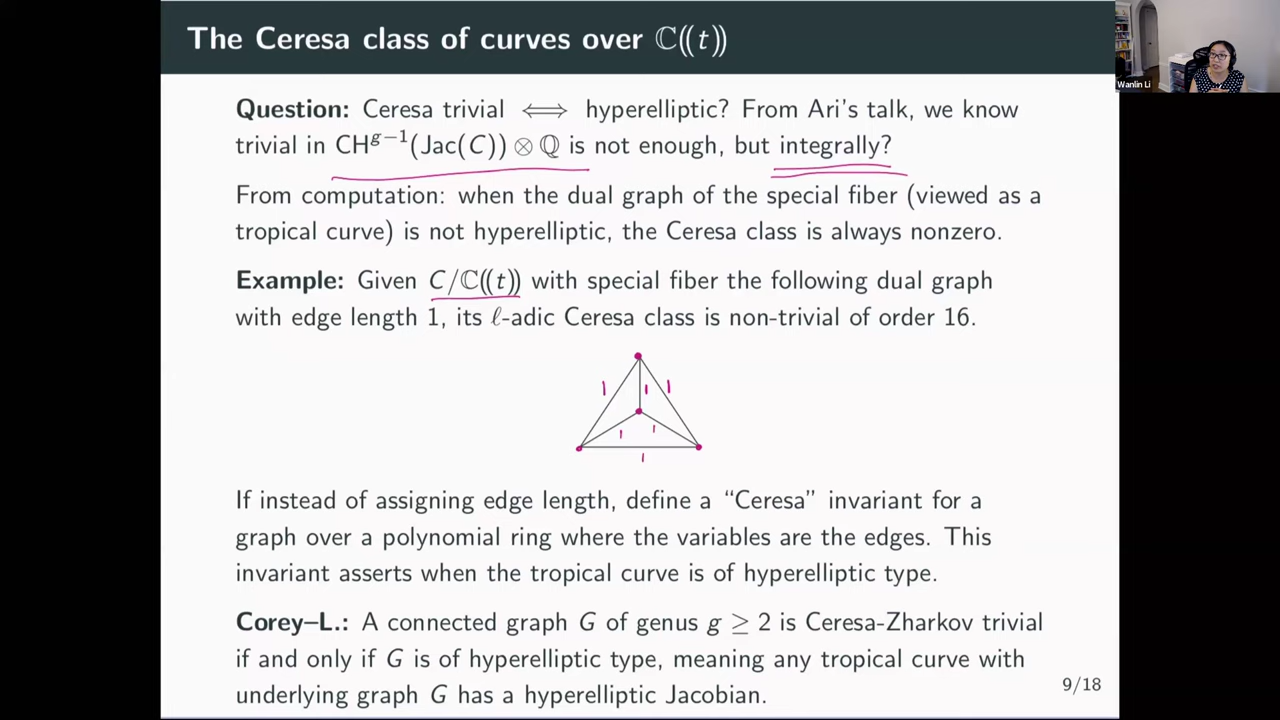 The Ceresa class of curves over ℂ((t))
Wanlin Li
Question: Ceresa trivial ⟺ hyperelliptic? From Ari's talk, we know
trivial in CH^{g−1}(Jac(C)) ⊗ ℚ is not enough, but integrally?
From computation: when the dual graph of the special fiber (viewed as a
tropical curve) is not hyperelliptic, the Ceresa class is always nonzero.
Example: Given C/ℂ((t)) with special fiber the following dual graph
with edge length 1, its ℓ-adic Ceresa class is non-trivial of order 16.
1 1 1
1 1
1
If instead of assigning edge length, define a “Ceresa” invariant for a
graph over a polynomial ring where the variables are the edges. This
invariant asserts when the tropical curve is of hyperelliptic type.
Corey–L.: A connected graph G of genus g ≥ 2 is Ceresa-Zharkov trivial
if and only if G is of hyperelliptic type, meaning any tropical curve with
underlying graph G has a hyperelliptic Jacobian.
9/18